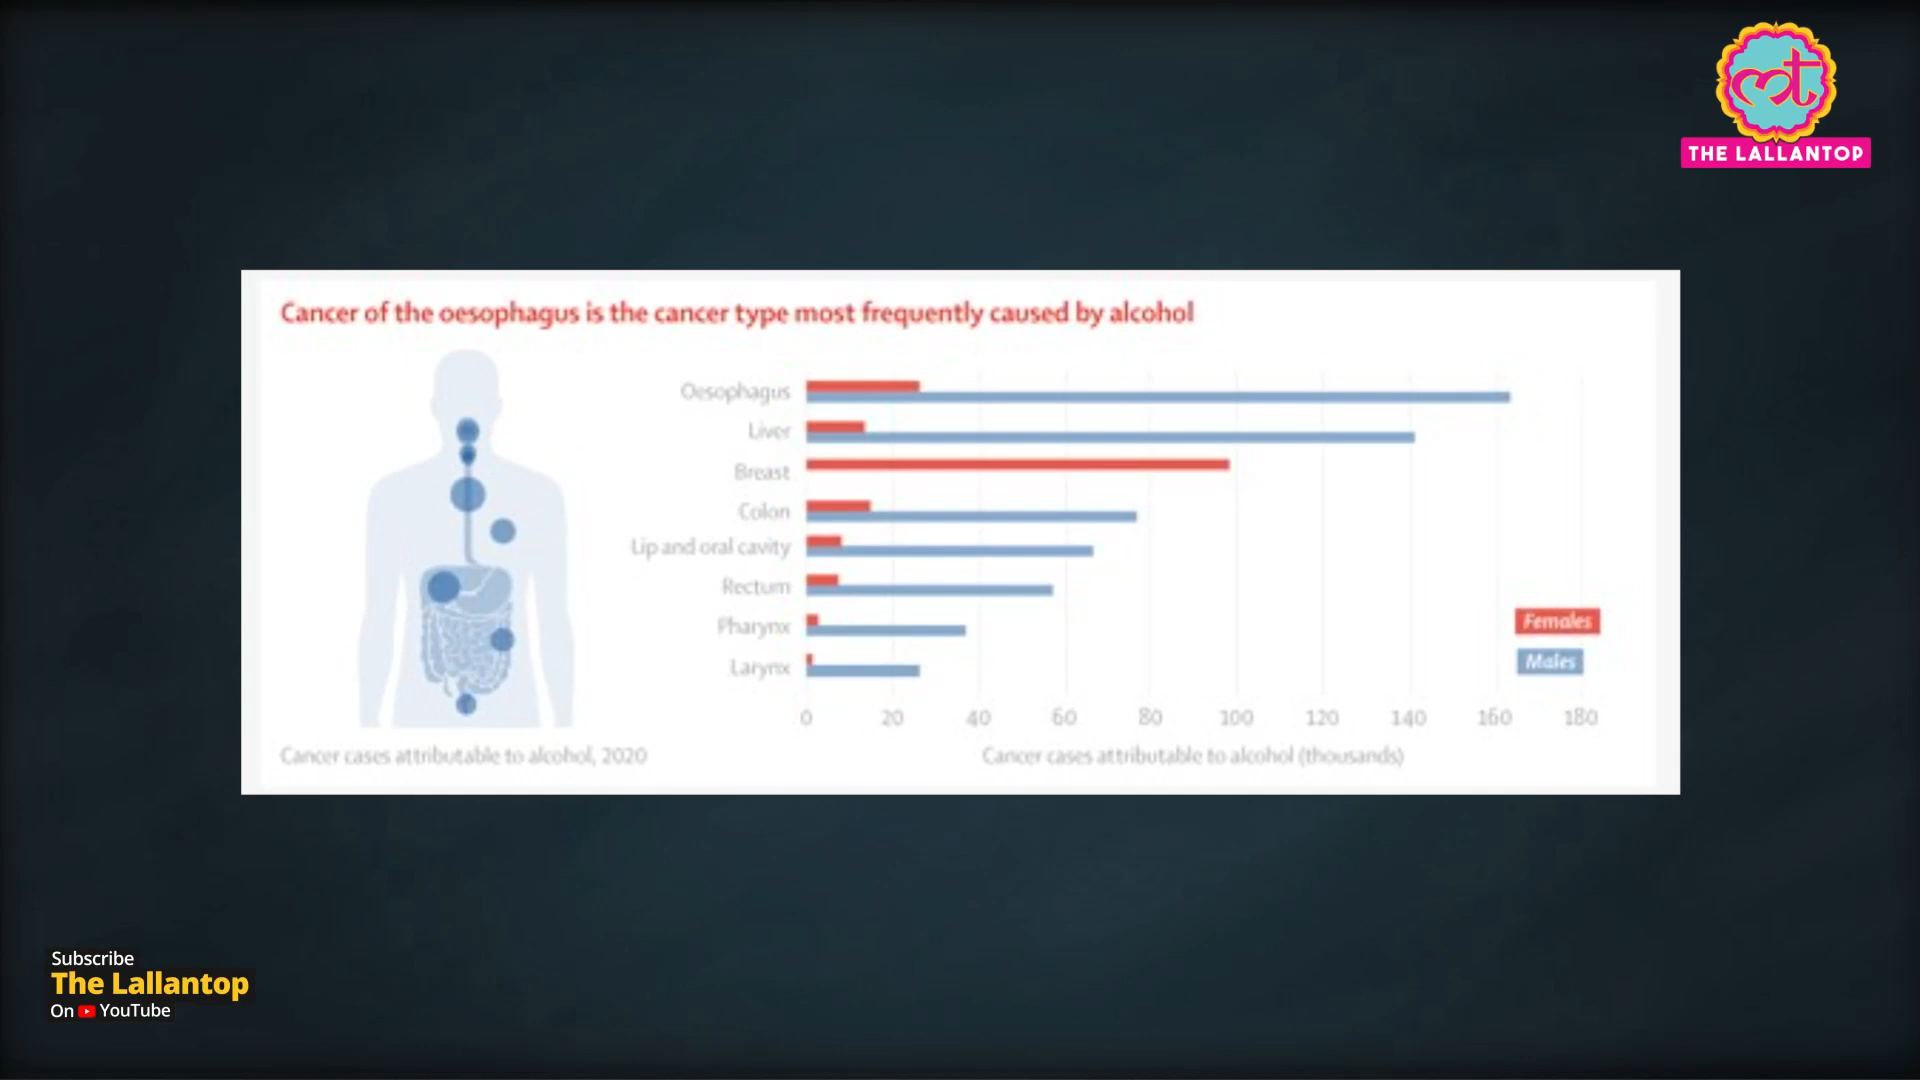 लt
THE LALLANTOP
Cancer of the oesophagus is the cancer type most frequently caused by alcohol
Oesophagus
Liver
Breast
Colon
Lip and oral cavity
Rectum
Pharynx
Larynx
Females
Males
0 20 40 60 80 100 120 140 160 180
Cancer cases attributable to alcohol, 2020
Cancer cases attributable to alcohol (thousands)
Subscribe
The Lallantop
On YouTube